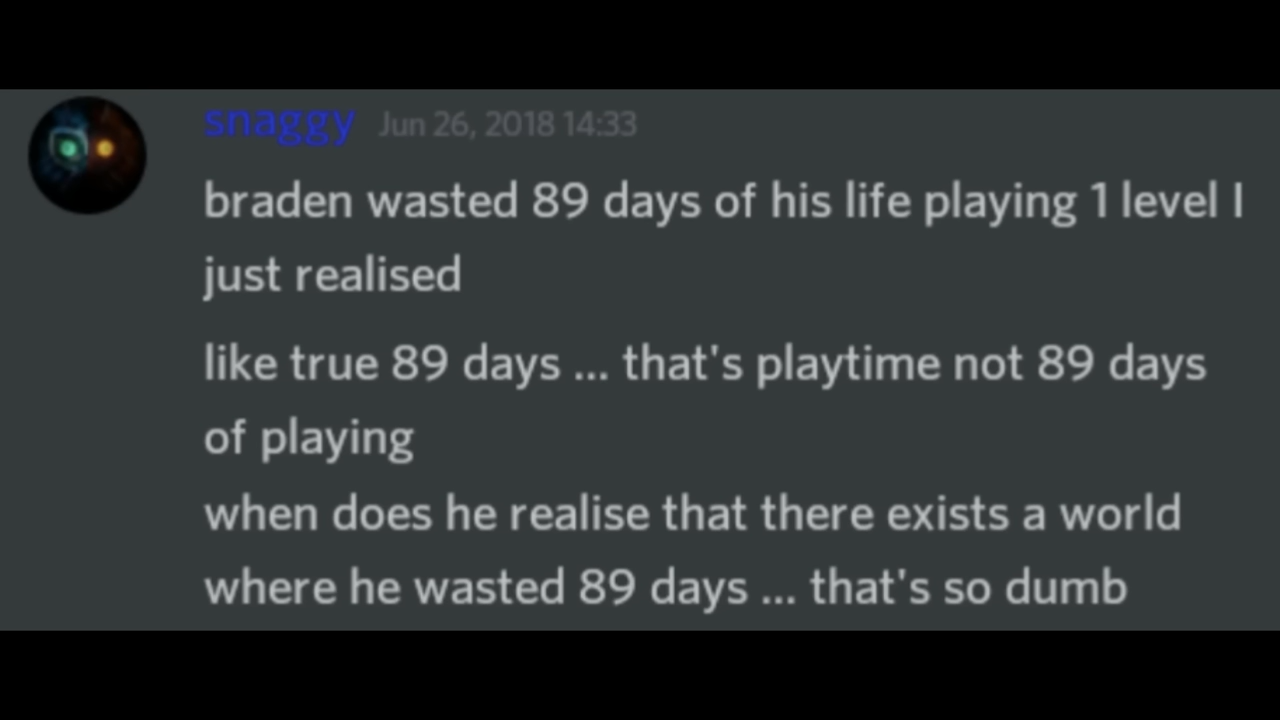 snaggy Jun 26, 2018 14:33
braden wasted 89 days of his life playing 1 level I
just realised
like true 89 days ... that's playtime not 89 days
of playing
when does he realise that there exists a world
where he wasted 89 days ... that's so dumb